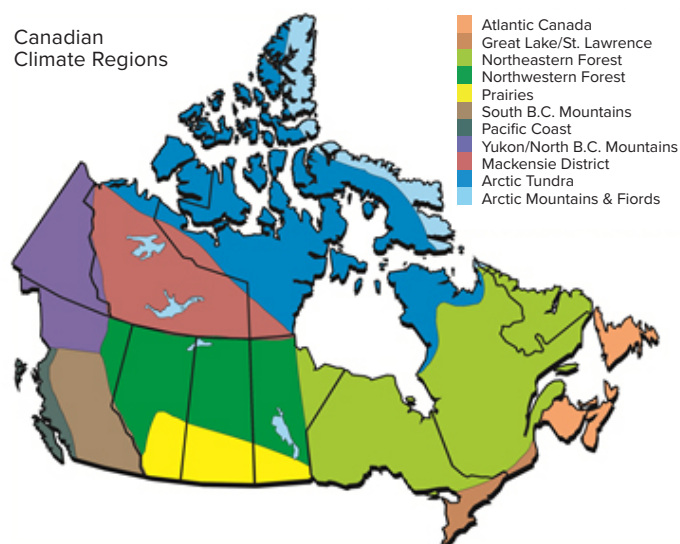 Canadian
Climate Regions
Atlantic Canada
Great Lake/St. Lawrence
Northeastern Forest
Northwestern Forest
Prairies
South B.C. Mountains
Pacific Coast
Yukon/North B.C. Mountains
Mackensie District
Arctic Tundra
Arctic Mountains & Fiords